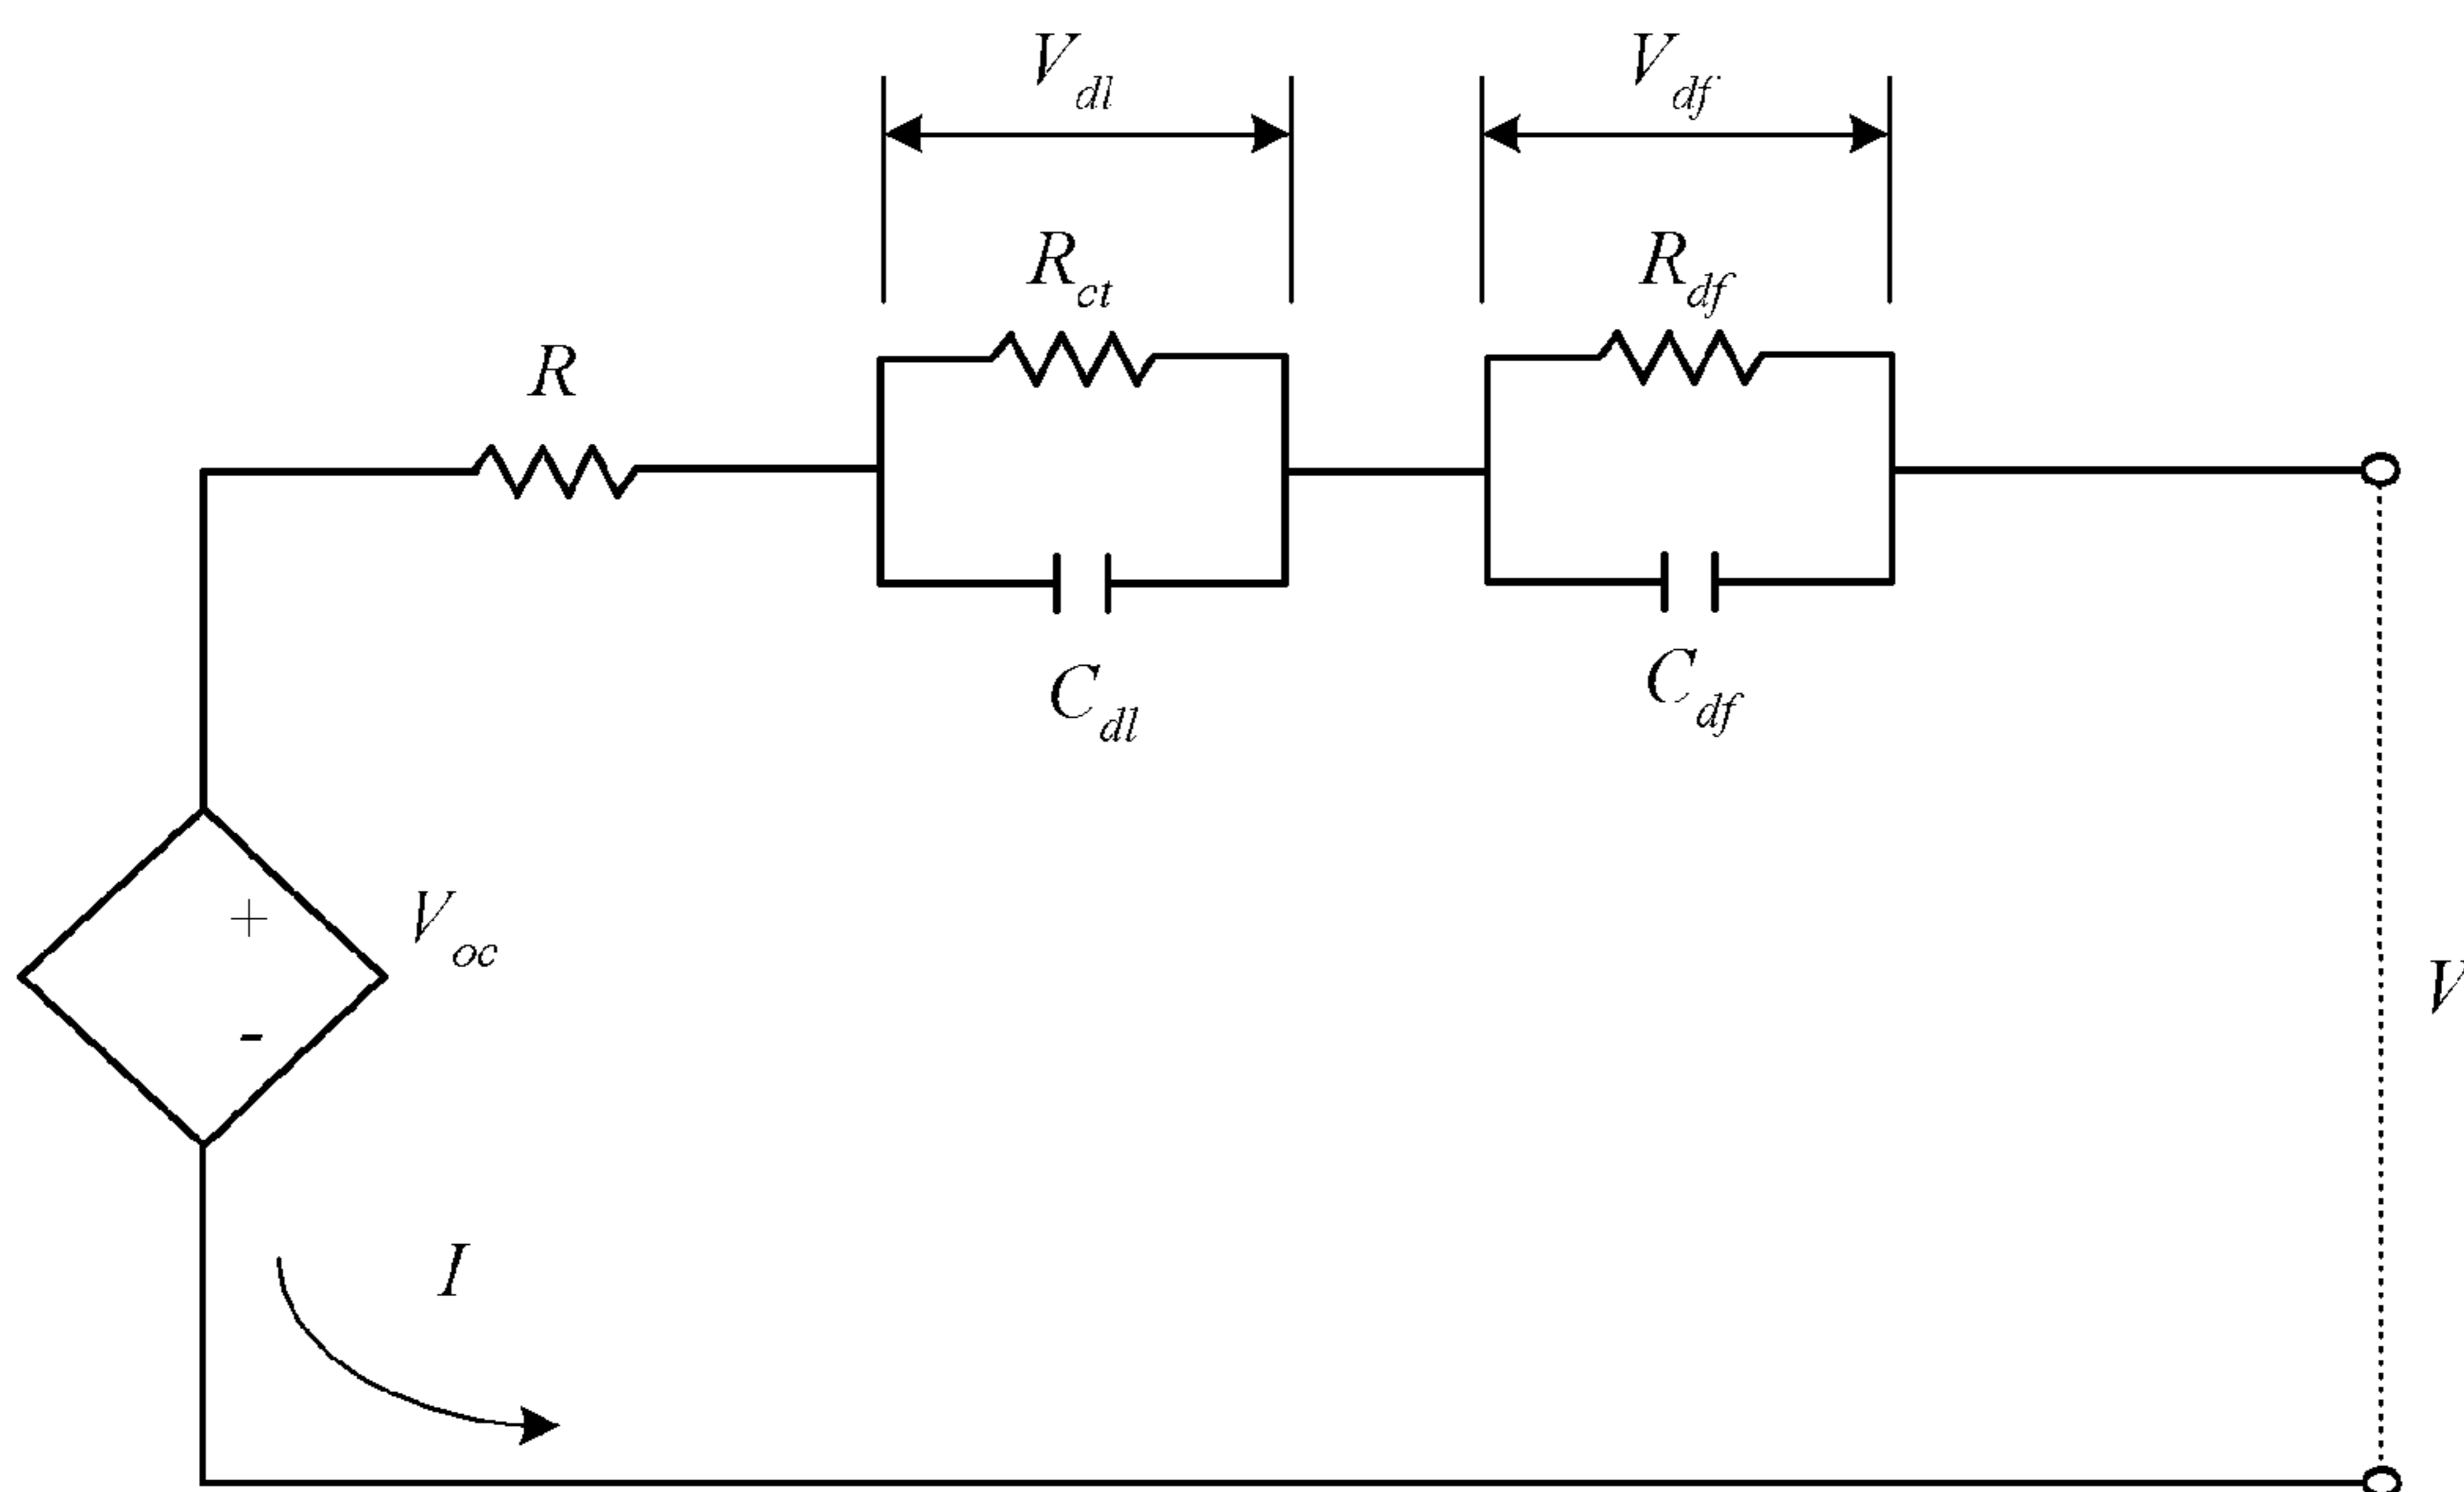 V_dl V_df
R_ct R_df
R
C_dl C_df
+
V_oc
-
V
I